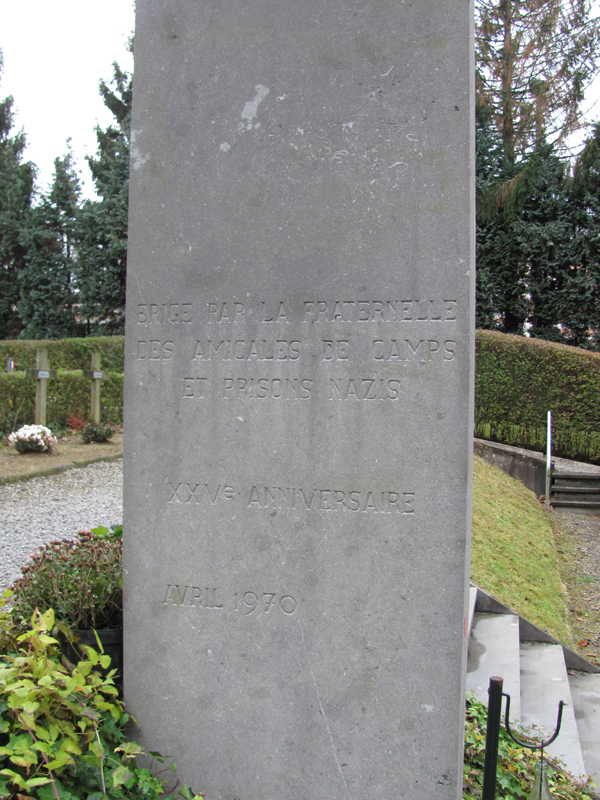 ERIGE PAR LA FRATERNELLE
DES AMICALES DE CAMPS
ET PRISONS NAZIS
XXVe ANNIVERSAIRE
AVRIL 1970